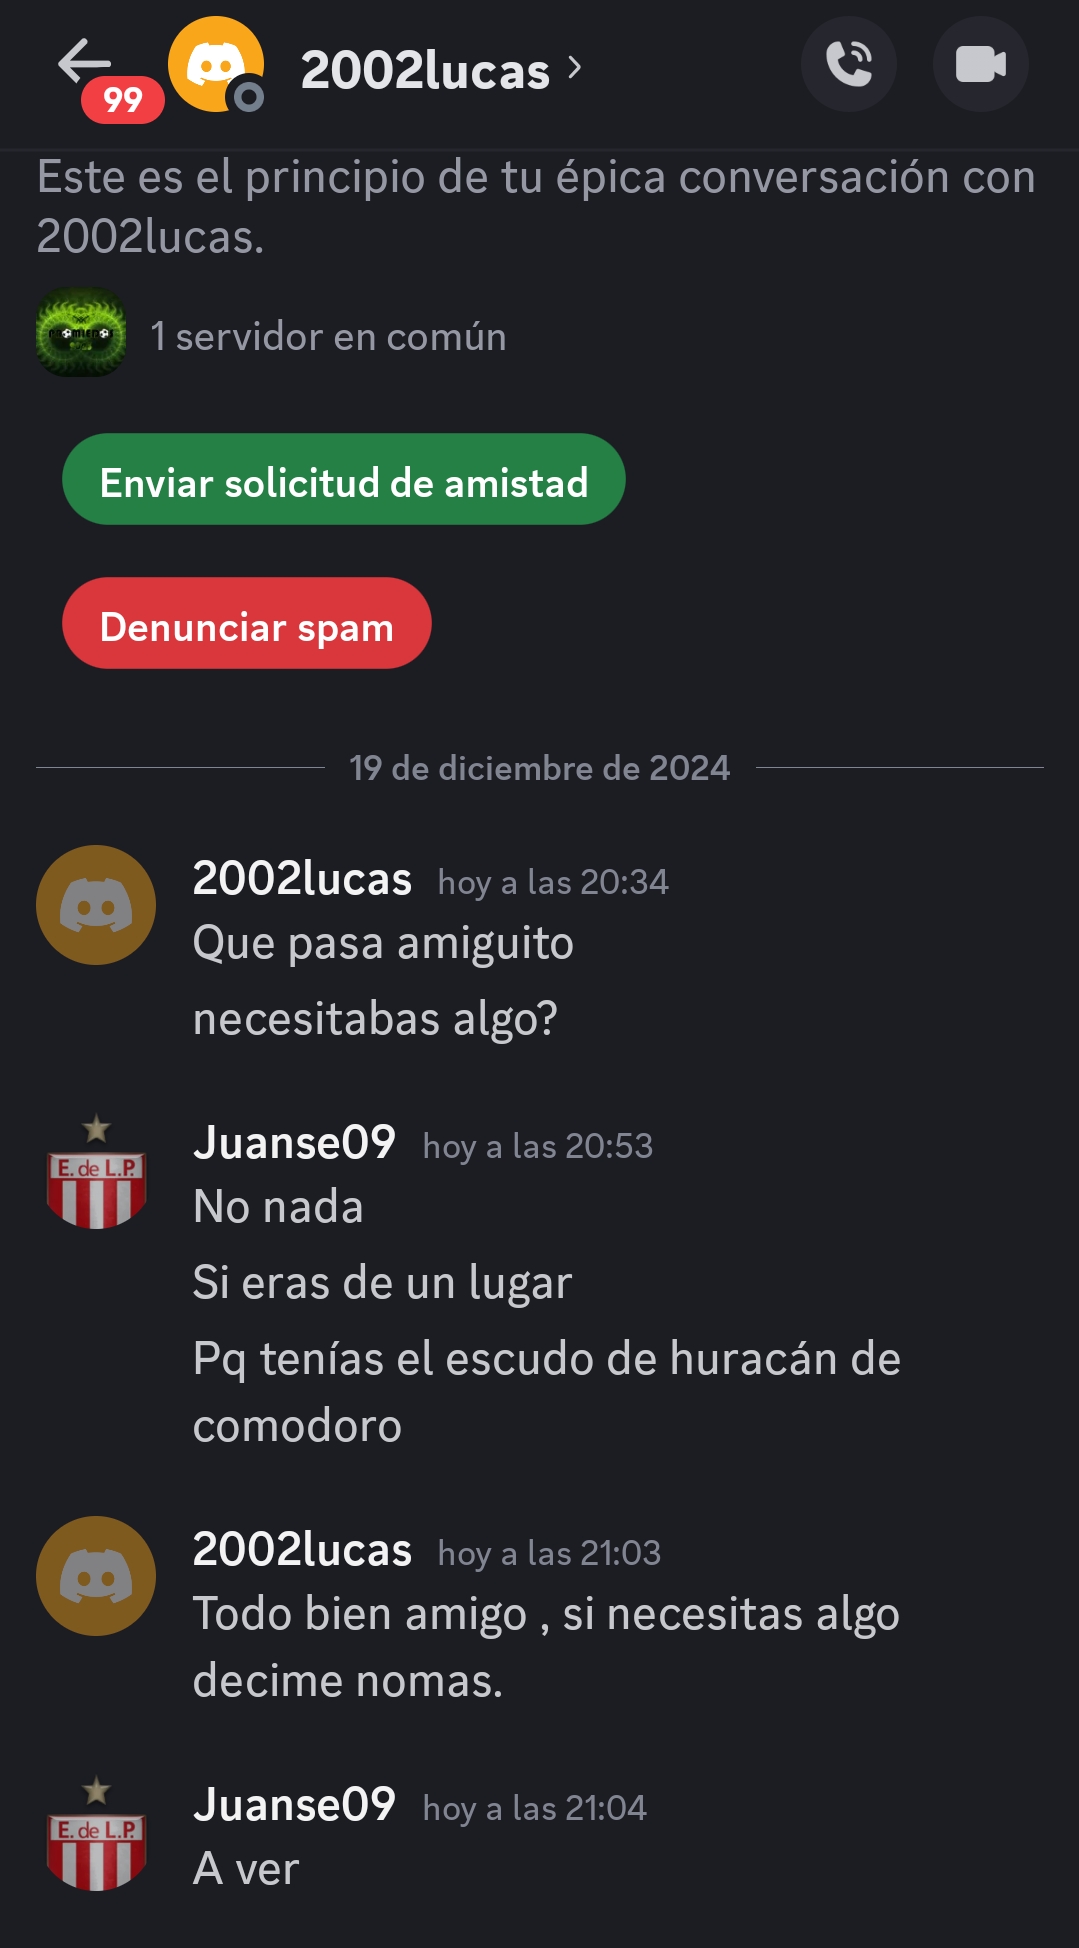 99
2002lucas
Este es el principio de tu épica conversación con
2002lucas.
1 servidor en común
Enviar solicitud de amistad
Denunciar spam
19 de diciembre de 2024
2002lucas hoy a las 20:34
Que pasa amiguito
necesitabas algo?
E. de L.P.
Juanse09 hoy a las 20:53
No nada
Si eras de un lugar
Pq tenías el escudo de huracán de
comodoro
2002lucas hoy a las 21:03
Todo bien amigo , si necesitas algo
decime nomas.
E. de L.P.
Juanse09 hoy a las 21:04
A ver